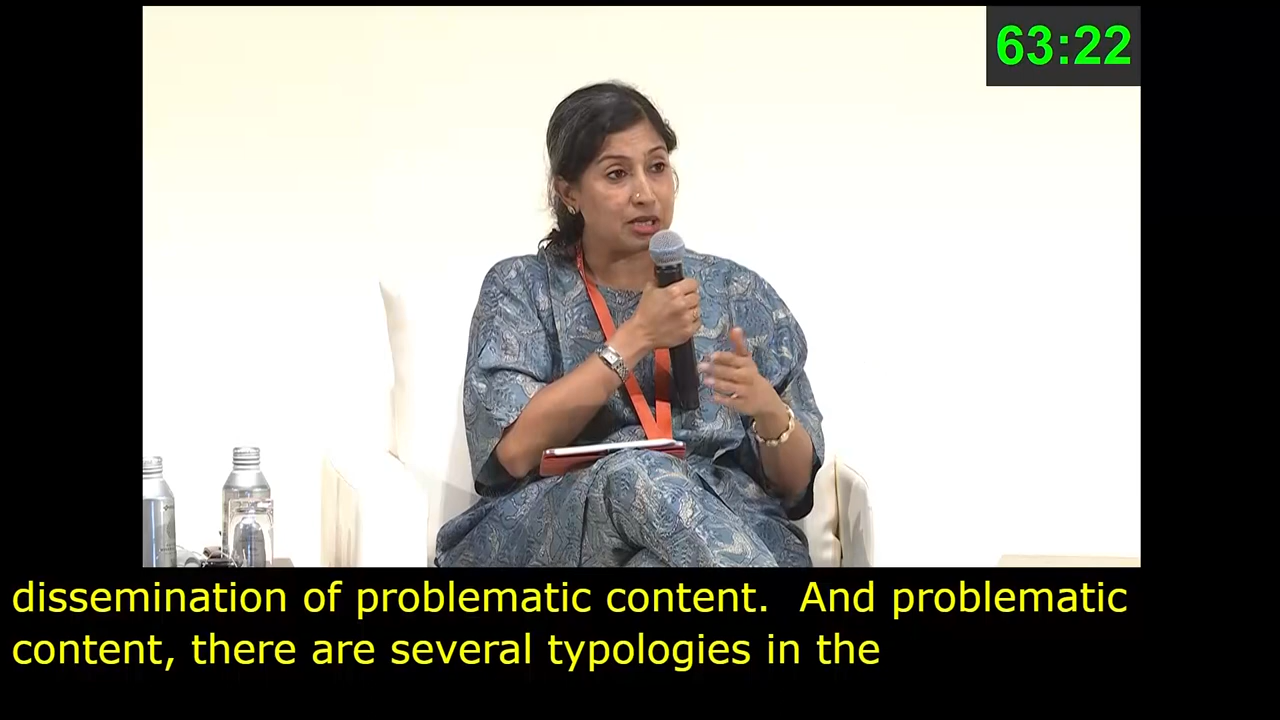 63:22
dissemination of problematic content.  And problematic
content, there are several typologies in the